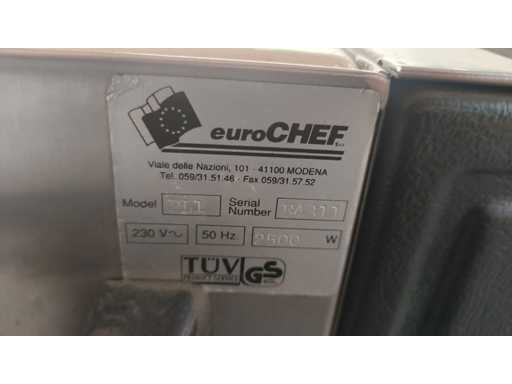 euroCHEF
Viale delle Nazioni, 101 - 41100 MODENA
Tel. 059/31.51.46 - Fax 059/31.57.52
Model Serial Number
230 V~ 50 Hz. 2500 W
TÜV GS